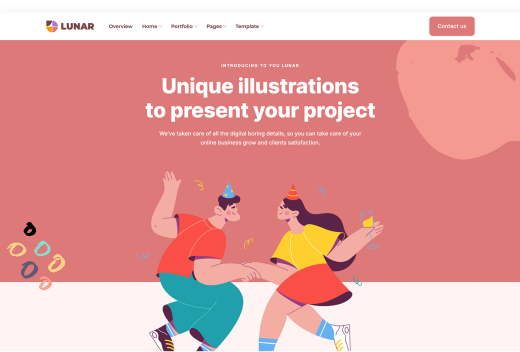 LUNAR
Overview
Home
Portfolio
Pages
Template
Contact us
INTRODUCING TO YOU LUNAR
Unique illustrations
to present your project
We've taken care of all the digital boring details, so you can take care of your
online business grow and clients satisfaction.